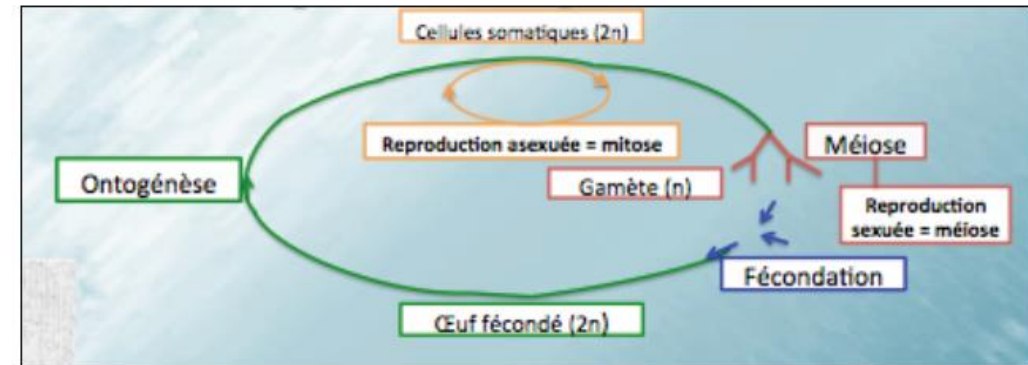 Cellules somatiques (2n)
Reproduction asexuée = mitose
Méiose
Ontogénèse
Gamète (n)
Reproduction
sexuée = méiose
Fécondation
Œuf fécondé (2n)